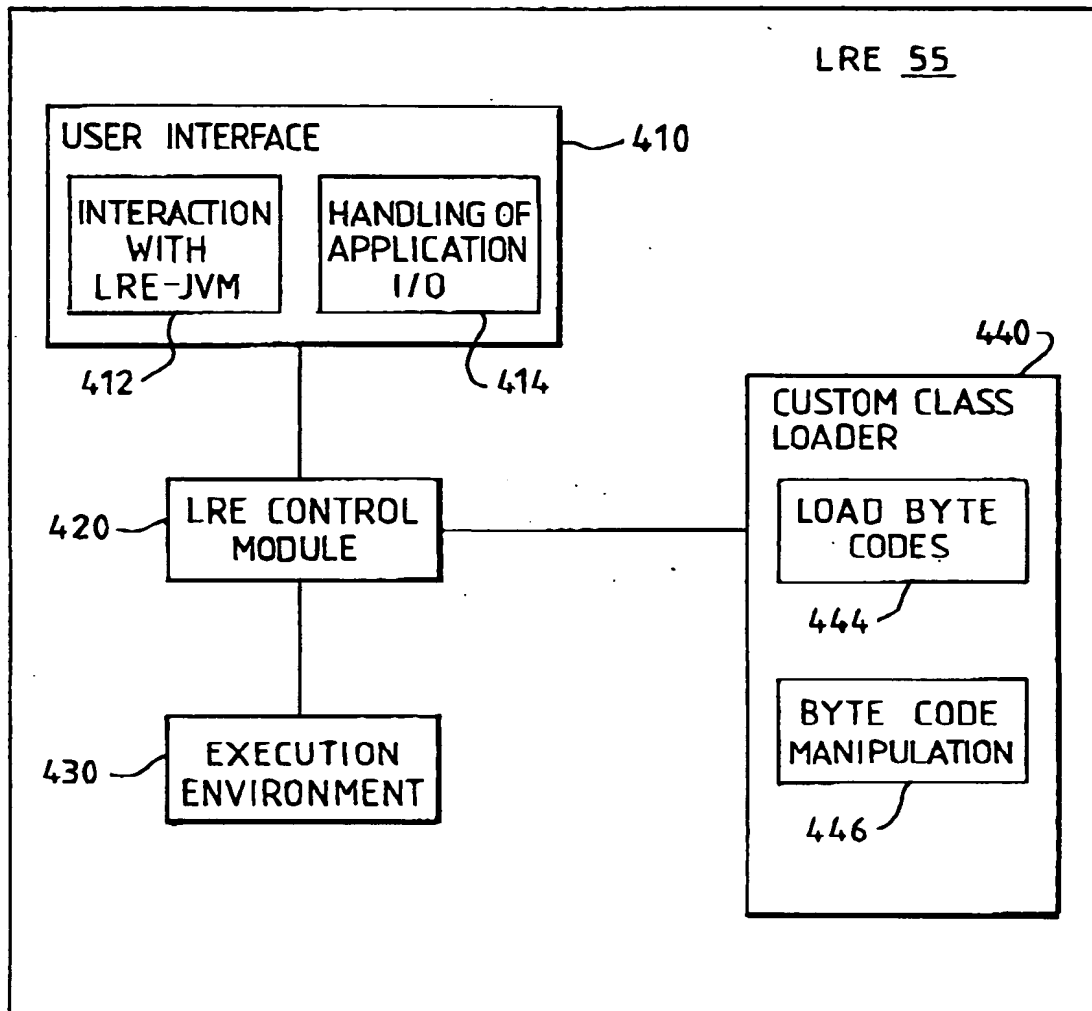 LRE 55
USER INTERFACE
410
INTERACTION
WITH
LRE-JVM
HANDLING OF
APPLICATION
I/O
412
414
440
CUSTOM CLASS
LOADER
420
LRE CONTROL
MODULE
LOAD BYTE
CODES
444
430
EXECUTION
ENVIRONMENT
BYTE CODE
MANIPULATION
446